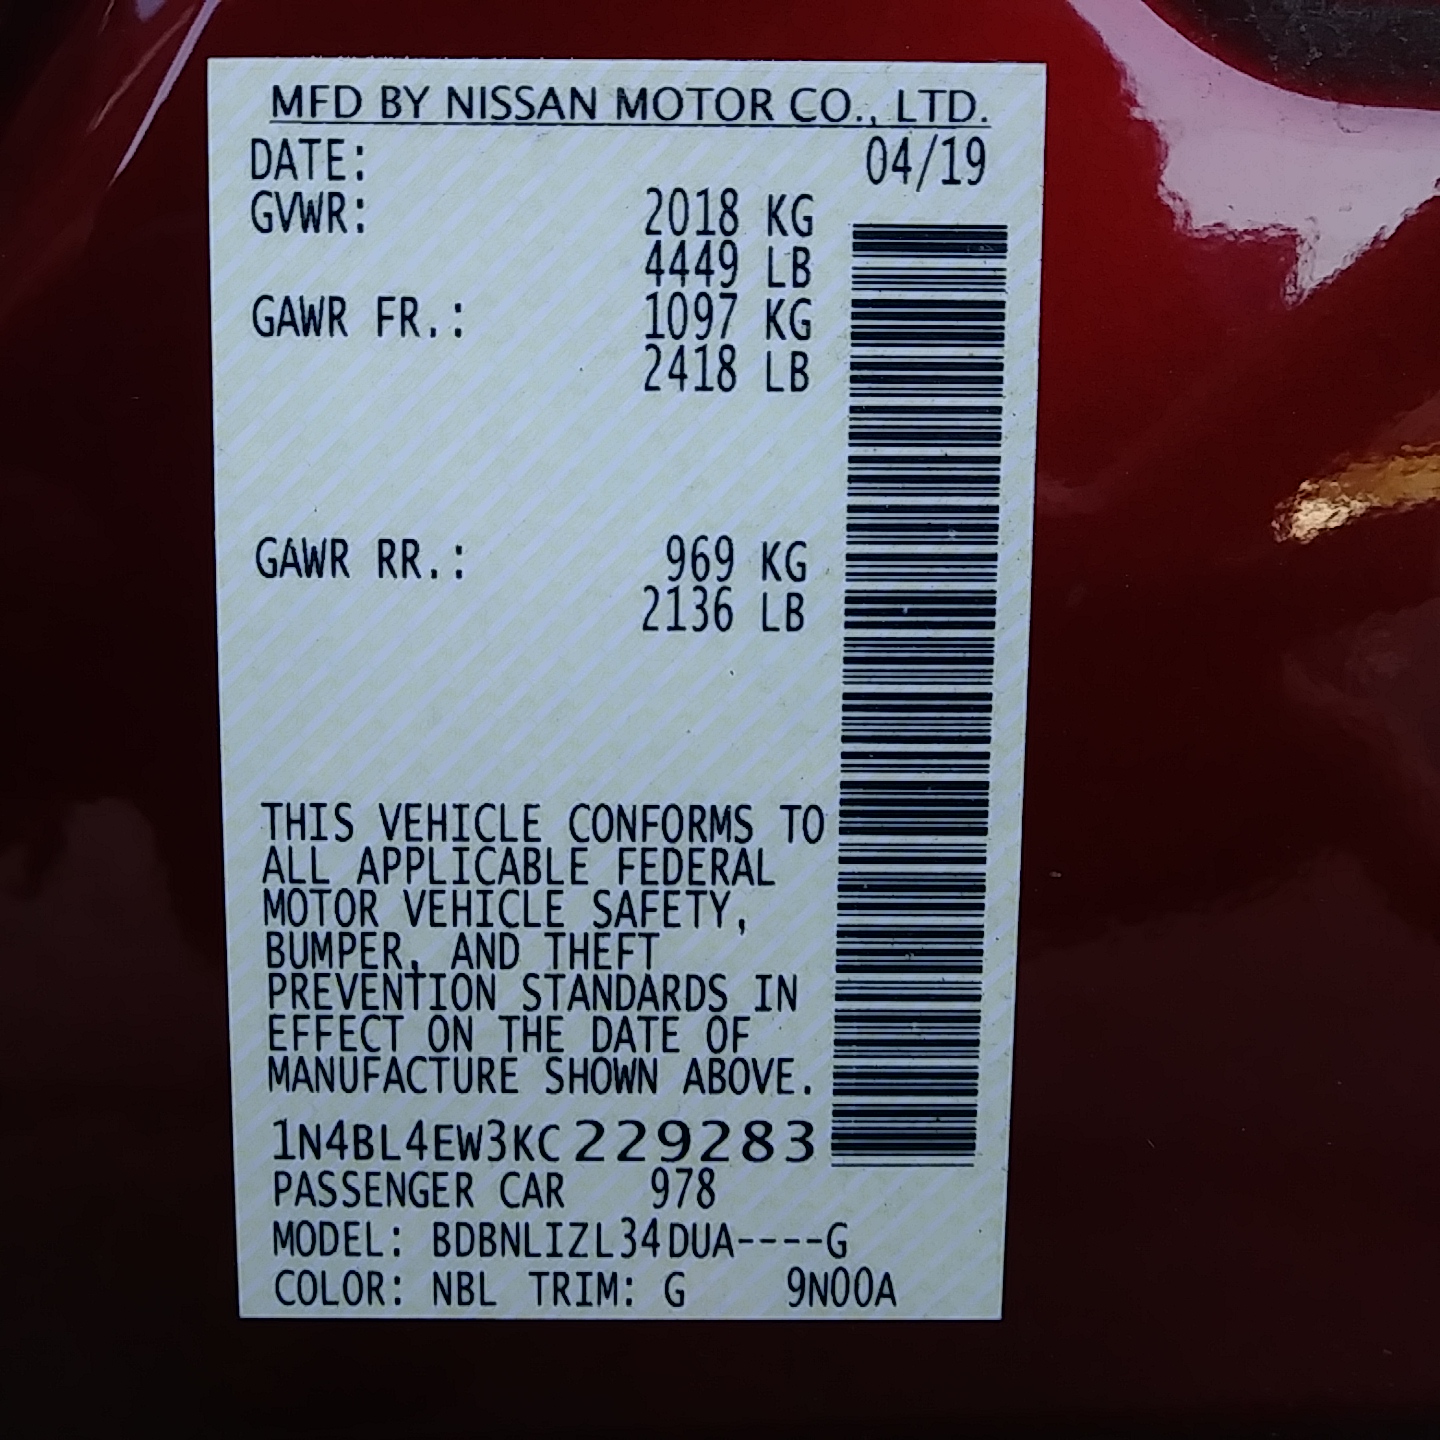 MFD BY NISSAN MOTOR CO., LTD.
DATE: 04/19
GVWR: 2018 KG
4449 LB
GAWR FR.: 1097 KG
2418 LB
GAWR RR.: 969 KG
2136 LB
THIS VEHICLE CONFORMS TO
ALL APPLICABLE FEDERAL
MOTOR VEHICLE SAFETY,
BUMPER, AND THEFT
PREVENTION STANDARDS IN
EFFECT ON THE DATE OF
MANUFACTURE SHOWN ABOVE.
1N4BL4EW3KC229283
PASSENGER CAR 978
MODEL: BDBNLIZL34DUA----G
COLOR: NBL TRIM: G 9N00A